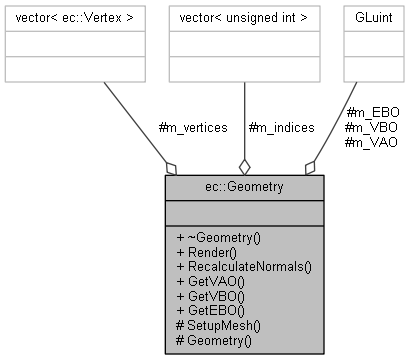 vector< ec::Vertex >
vector< unsigned int >
GLuint
#m_vertices
#m_indices
#m_EBO
#m_VBO
#m_VAO
ec::Geometry
+ ~Geometry()
+ Render()
+ RecalculateNormals()
+ GetVAO()
+ GetVBO()
+ GetEBO()
# SetupMesh()
# Geometry()